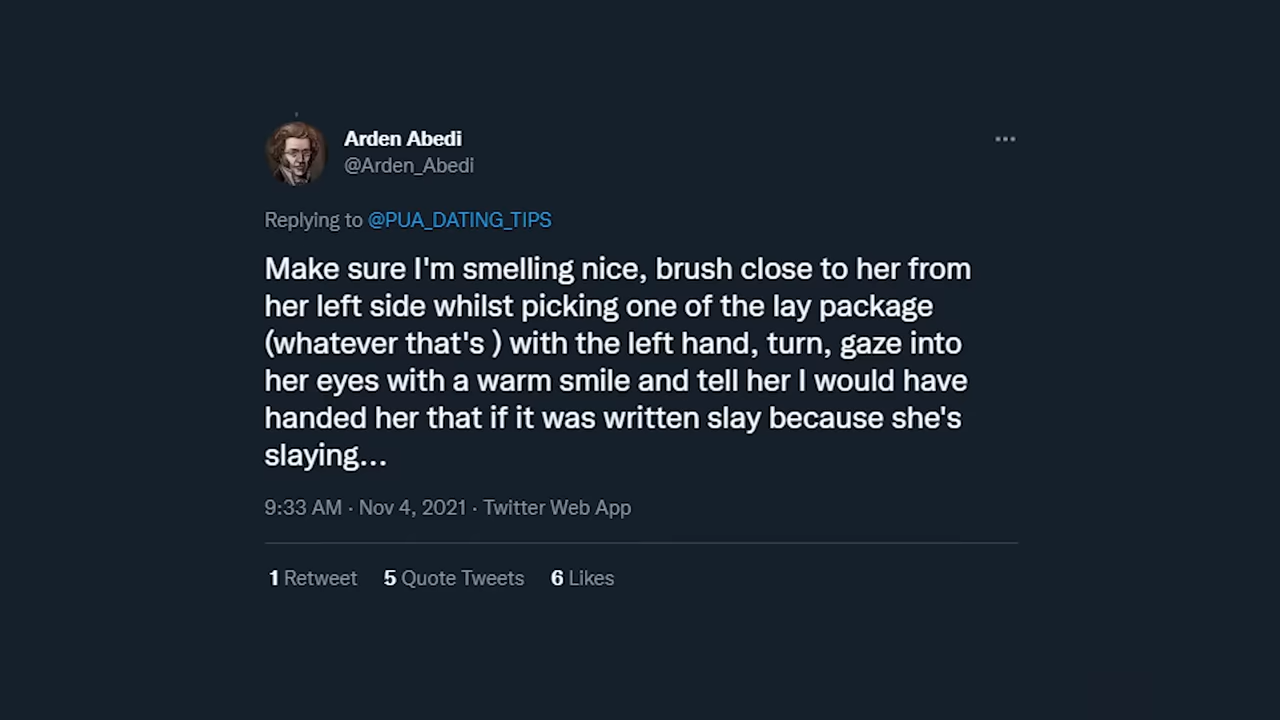 Arden Abedi
@Arden_Abedi
Replying to @PUA_DATING_TIPS
Make sure I'm smelling nice, brush close to her from
her left side whilst picking one of the lay package
(whatever that's ) with the left hand, turn, gaze into
her eyes with a warm smile and tell her I would have
handed her that if it was written slay because she's
slaying...
9:33 AM · Nov 4, 2021 · Twitter Web App
1 Retweet 5 Quote Tweets 6 Likes